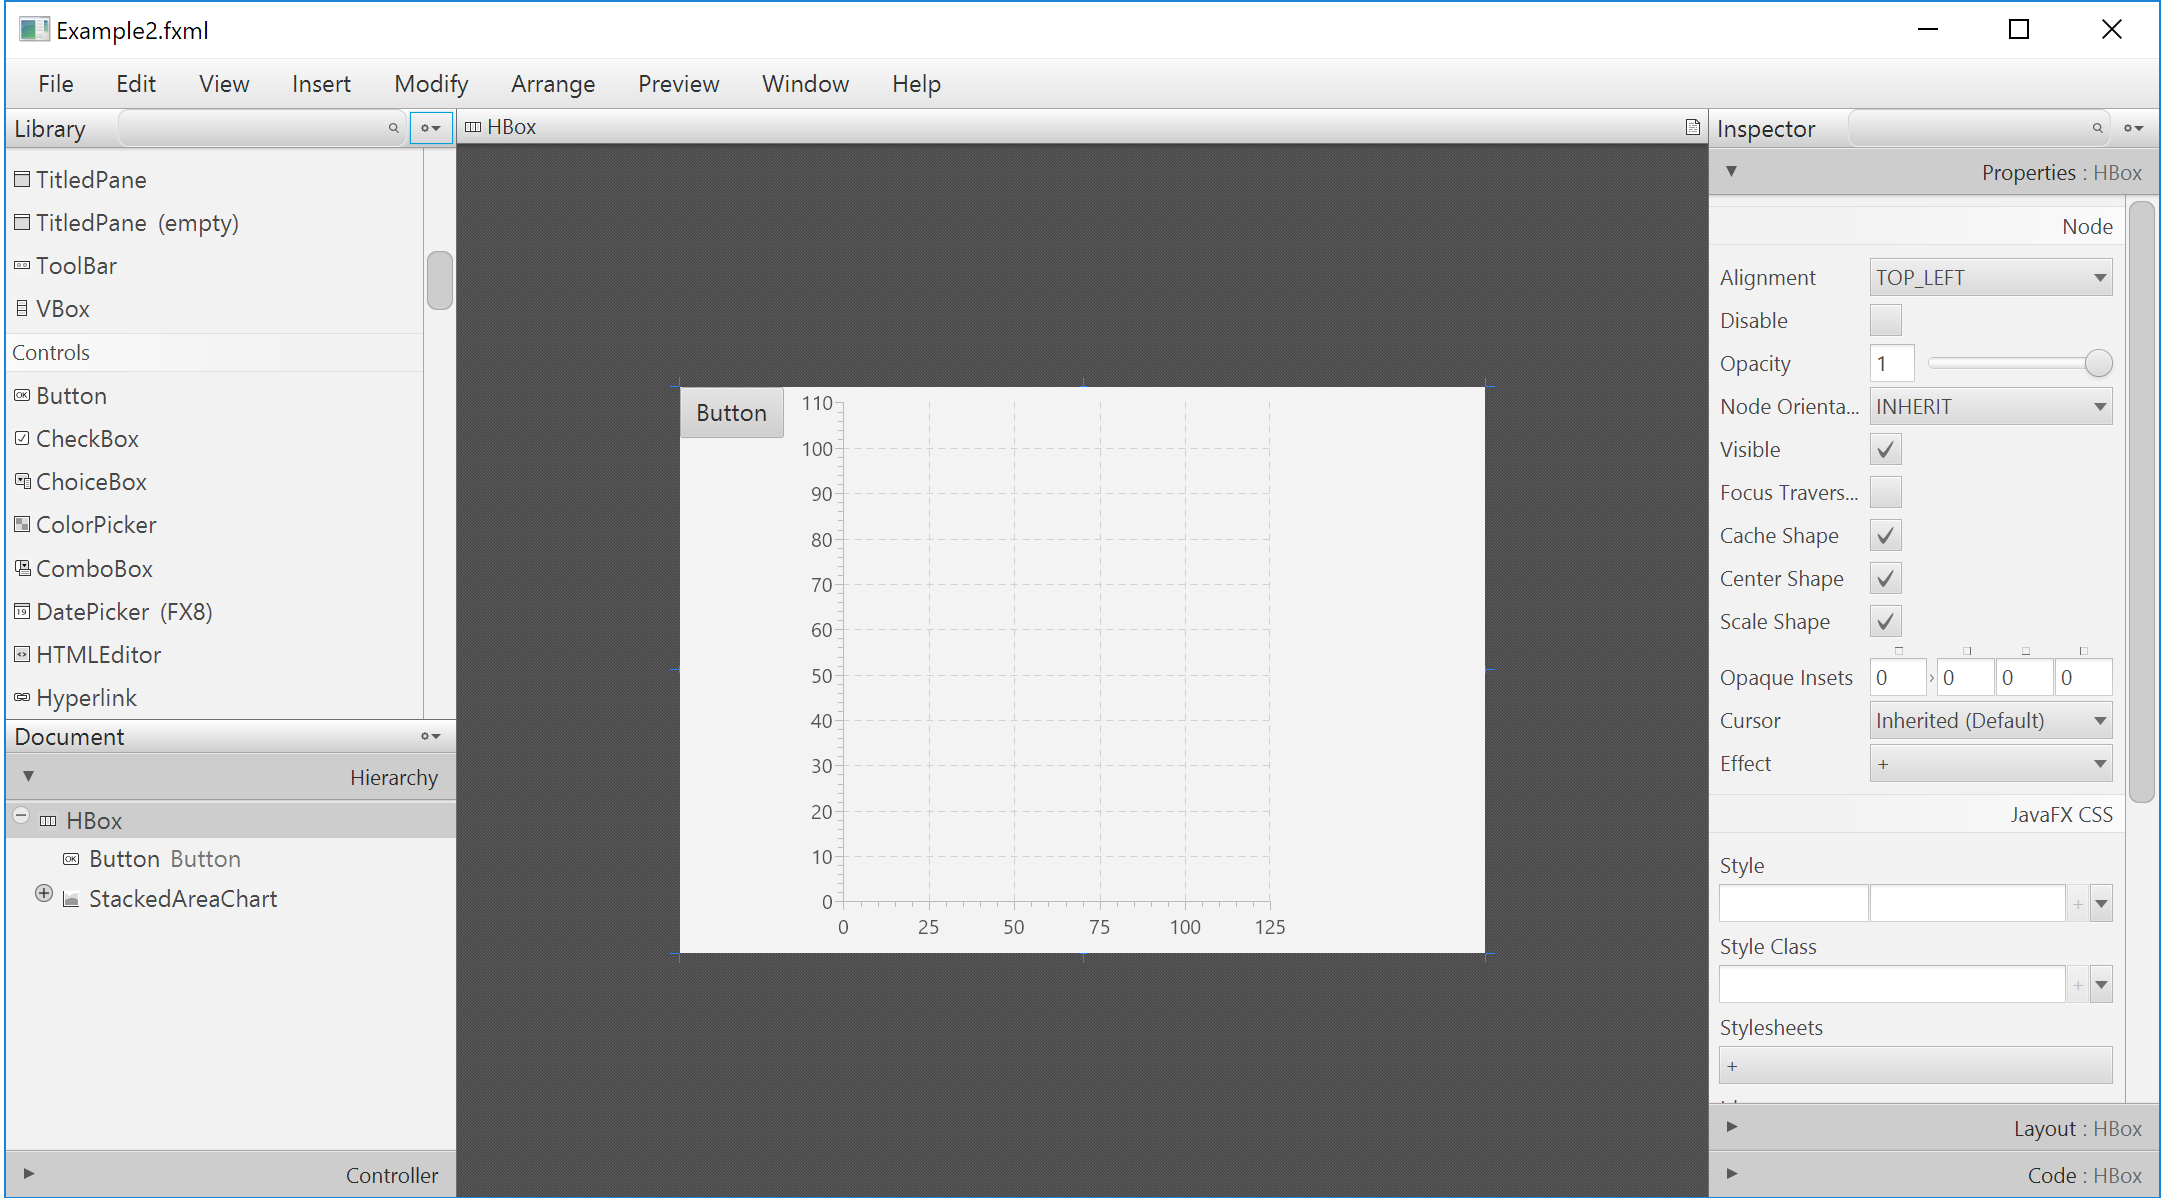 Example2.fxml
File Edit View Insert Modify Arrange Preview Window Help
Library
TitledPane
TitledPane (empty)
ToolBar
VBox
Controls
Button
CheckBox
ChoiceBox
ColorPicker
ComboBox
DatePicker (FX8)
HTMLEditor
Hyperlink
Document
Hierarchy
HBox
Button Button
StackedAreaChart
Controller
HBox
Button
110
100
90
80
70
60
50
40
30
20
10
0
0 25 50 75 100 125
Inspector
Properties : HBox
Node
Alignment TOP_LEFT
Disable
Opacity 1
Node Orienta... INHERIT
Visible
Focus Travers...
Cache Shape
Center Shape
Scale Shape
Opaque Insets 0 0 0 0
Cursor Inherited (Default)
Effect +
JavaFX CSS
Style
+
Style Class
+
Stylesheets
+
Layout : HBox
Code : HBox